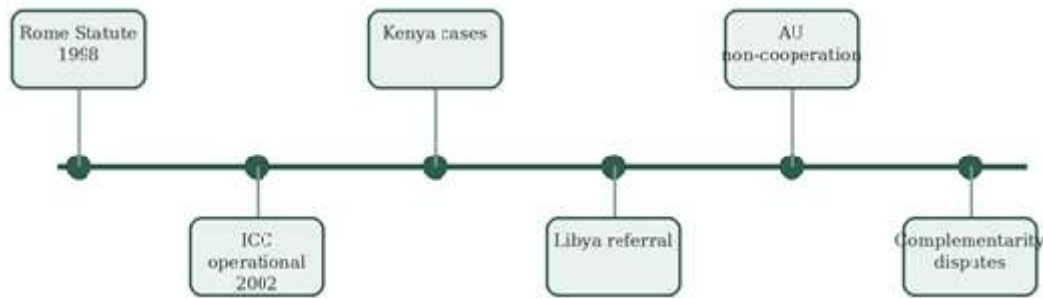 Rome Statute
1998
Kenya cases
AU
non-cooperation
ICC
operational
2002
Libya referral
Complementarity
disputes